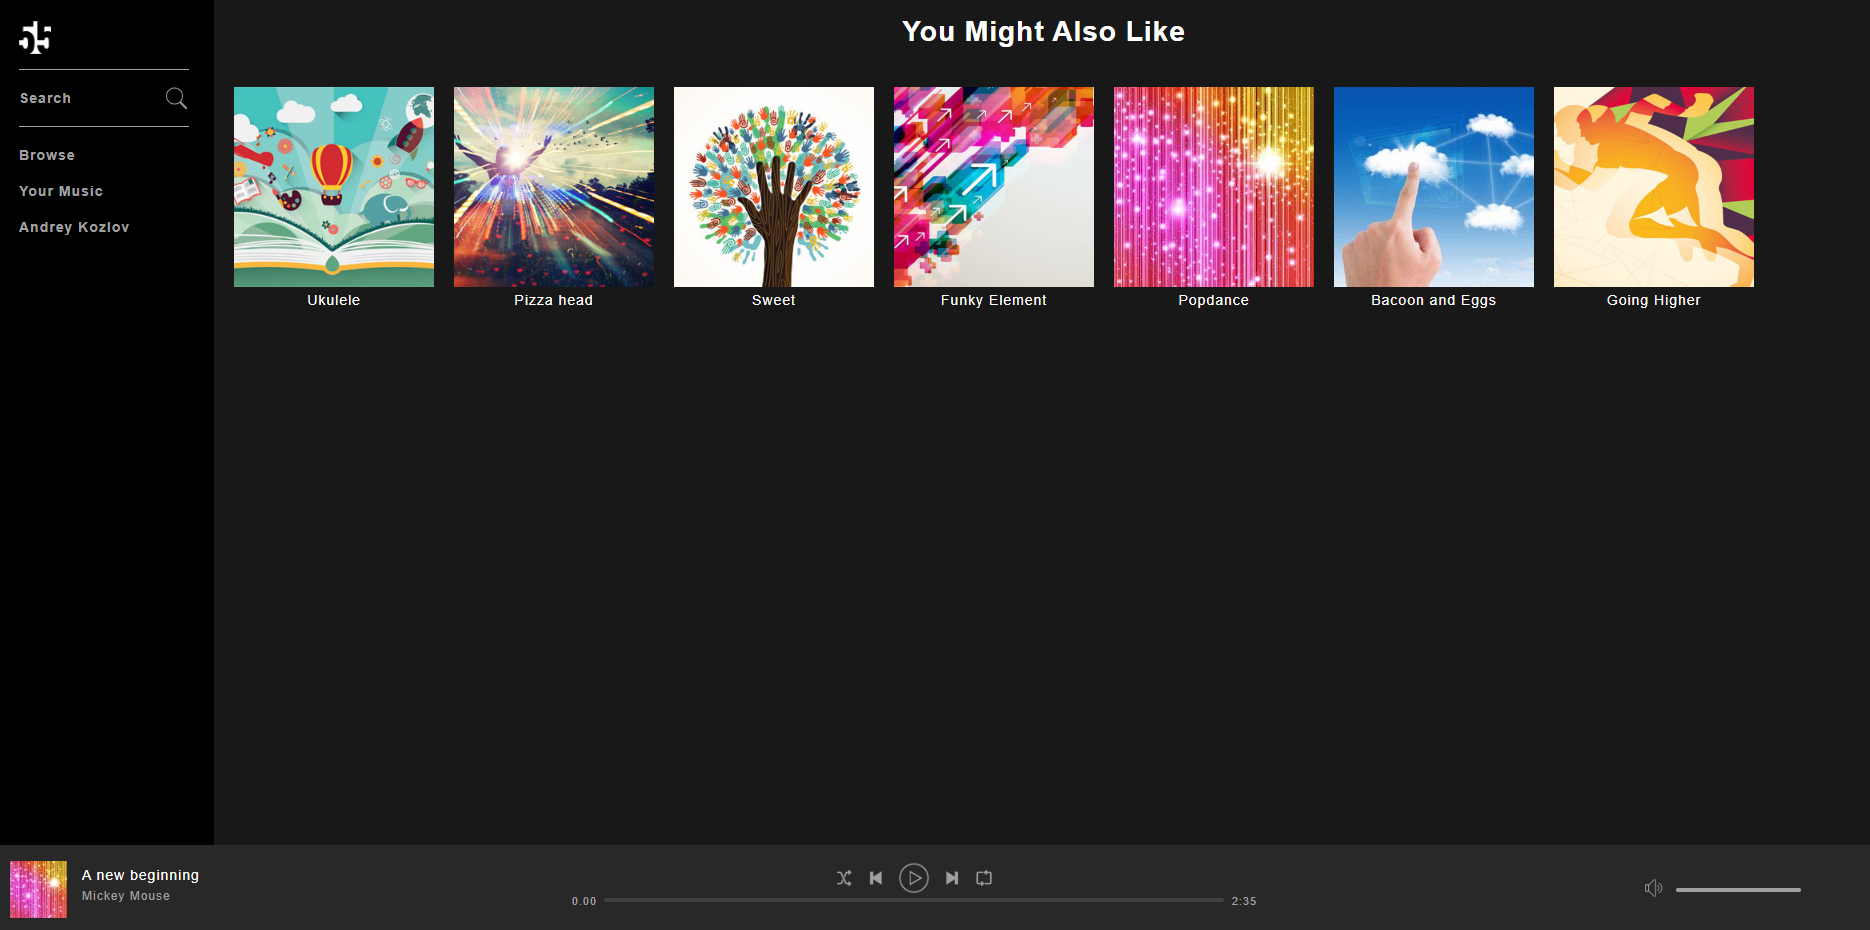 Search
Browse
Your Music
Andrey Kozlov
You Might Also Like
Ukulele
Pizza head
Sweet
Funky Element
Popdance
Bacoon and Eggs
Going Higher
A new beginning
Mickey Mouse
0.00
2:35